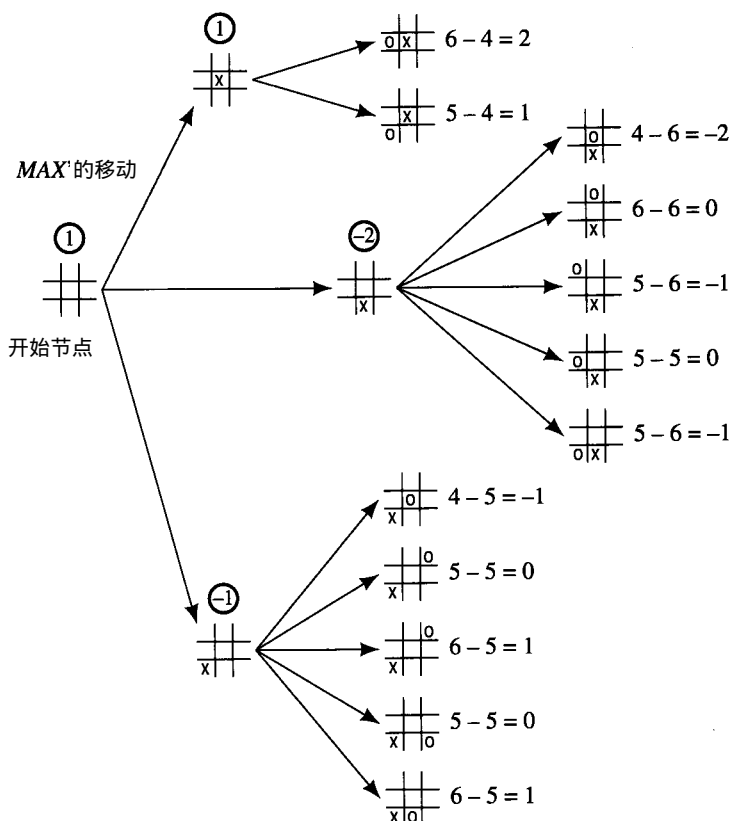 1
O X 6 – 4 = 2
X
X
O 5 – 4 = 1
MAX'的移动
O
X 4 – 6 = –2
O
X 6 – 6 = 0
1
–2
X
O
X 5 – 6 = –1
开始节点
O
X 5 – 5 = 0
O X 5 – 6 = –1
O
X 4 – 5 = –1
O
X 5 – 5 = 0
–1
X
O
X 6 – 5 = 1
X O 5 – 5 = 0
X O 6 – 5 = 1